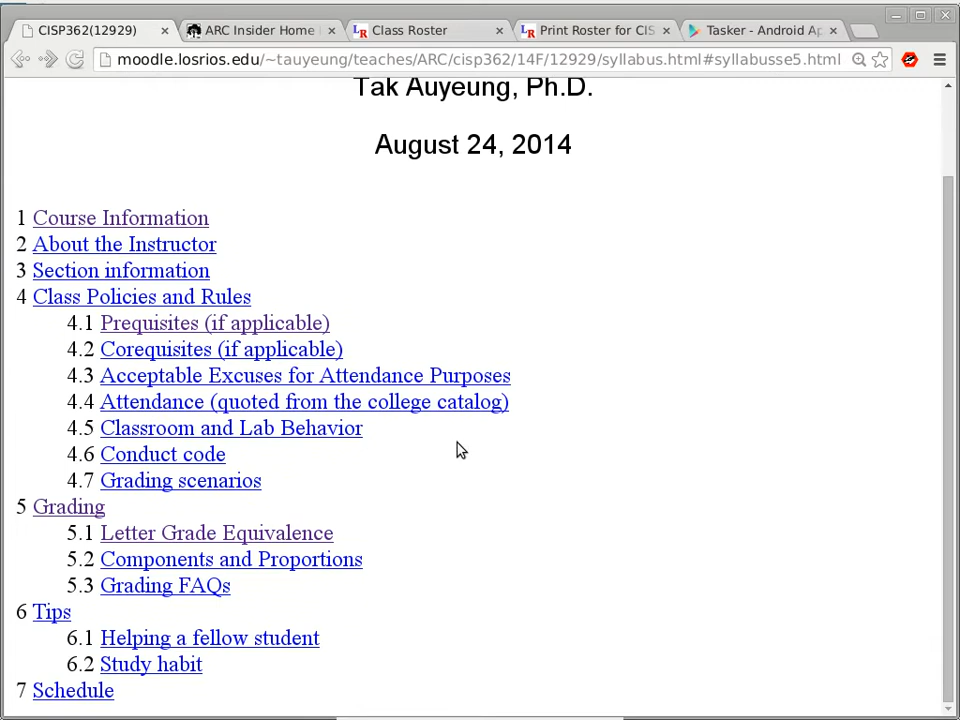 CISP362(12929)
ARC Insider Home
Class Roster
Print Roster for CIS
Tasker - Android Ap
moodle.losrios.edu/~tauyeung/teaches/ARC/cisp362/14F/12929/syllabus.html#syllabusse5.html
Tak Auyeung, Ph.D.
August 24, 2014
1 Course Information
2 About the Instructor
3 Section information
4 Class Policies and Rules
4.1 Prequisites (if applicable)
4.2 Corequisites (if applicable)
4.3 Acceptable Excuses for Attendance Purposes
4.4 Attendance (quoted from the college catalog)
4.5 Classroom and Lab Behavior
4.6 Conduct code
4.7 Grading scenarios
5 Grading
5.1 Letter Grade Equivalence
5.2 Components and Proportions
5.3 Grading FAQs
6 Tips
6.1 Helping a fellow student
6.2 Study habit
7 Schedule